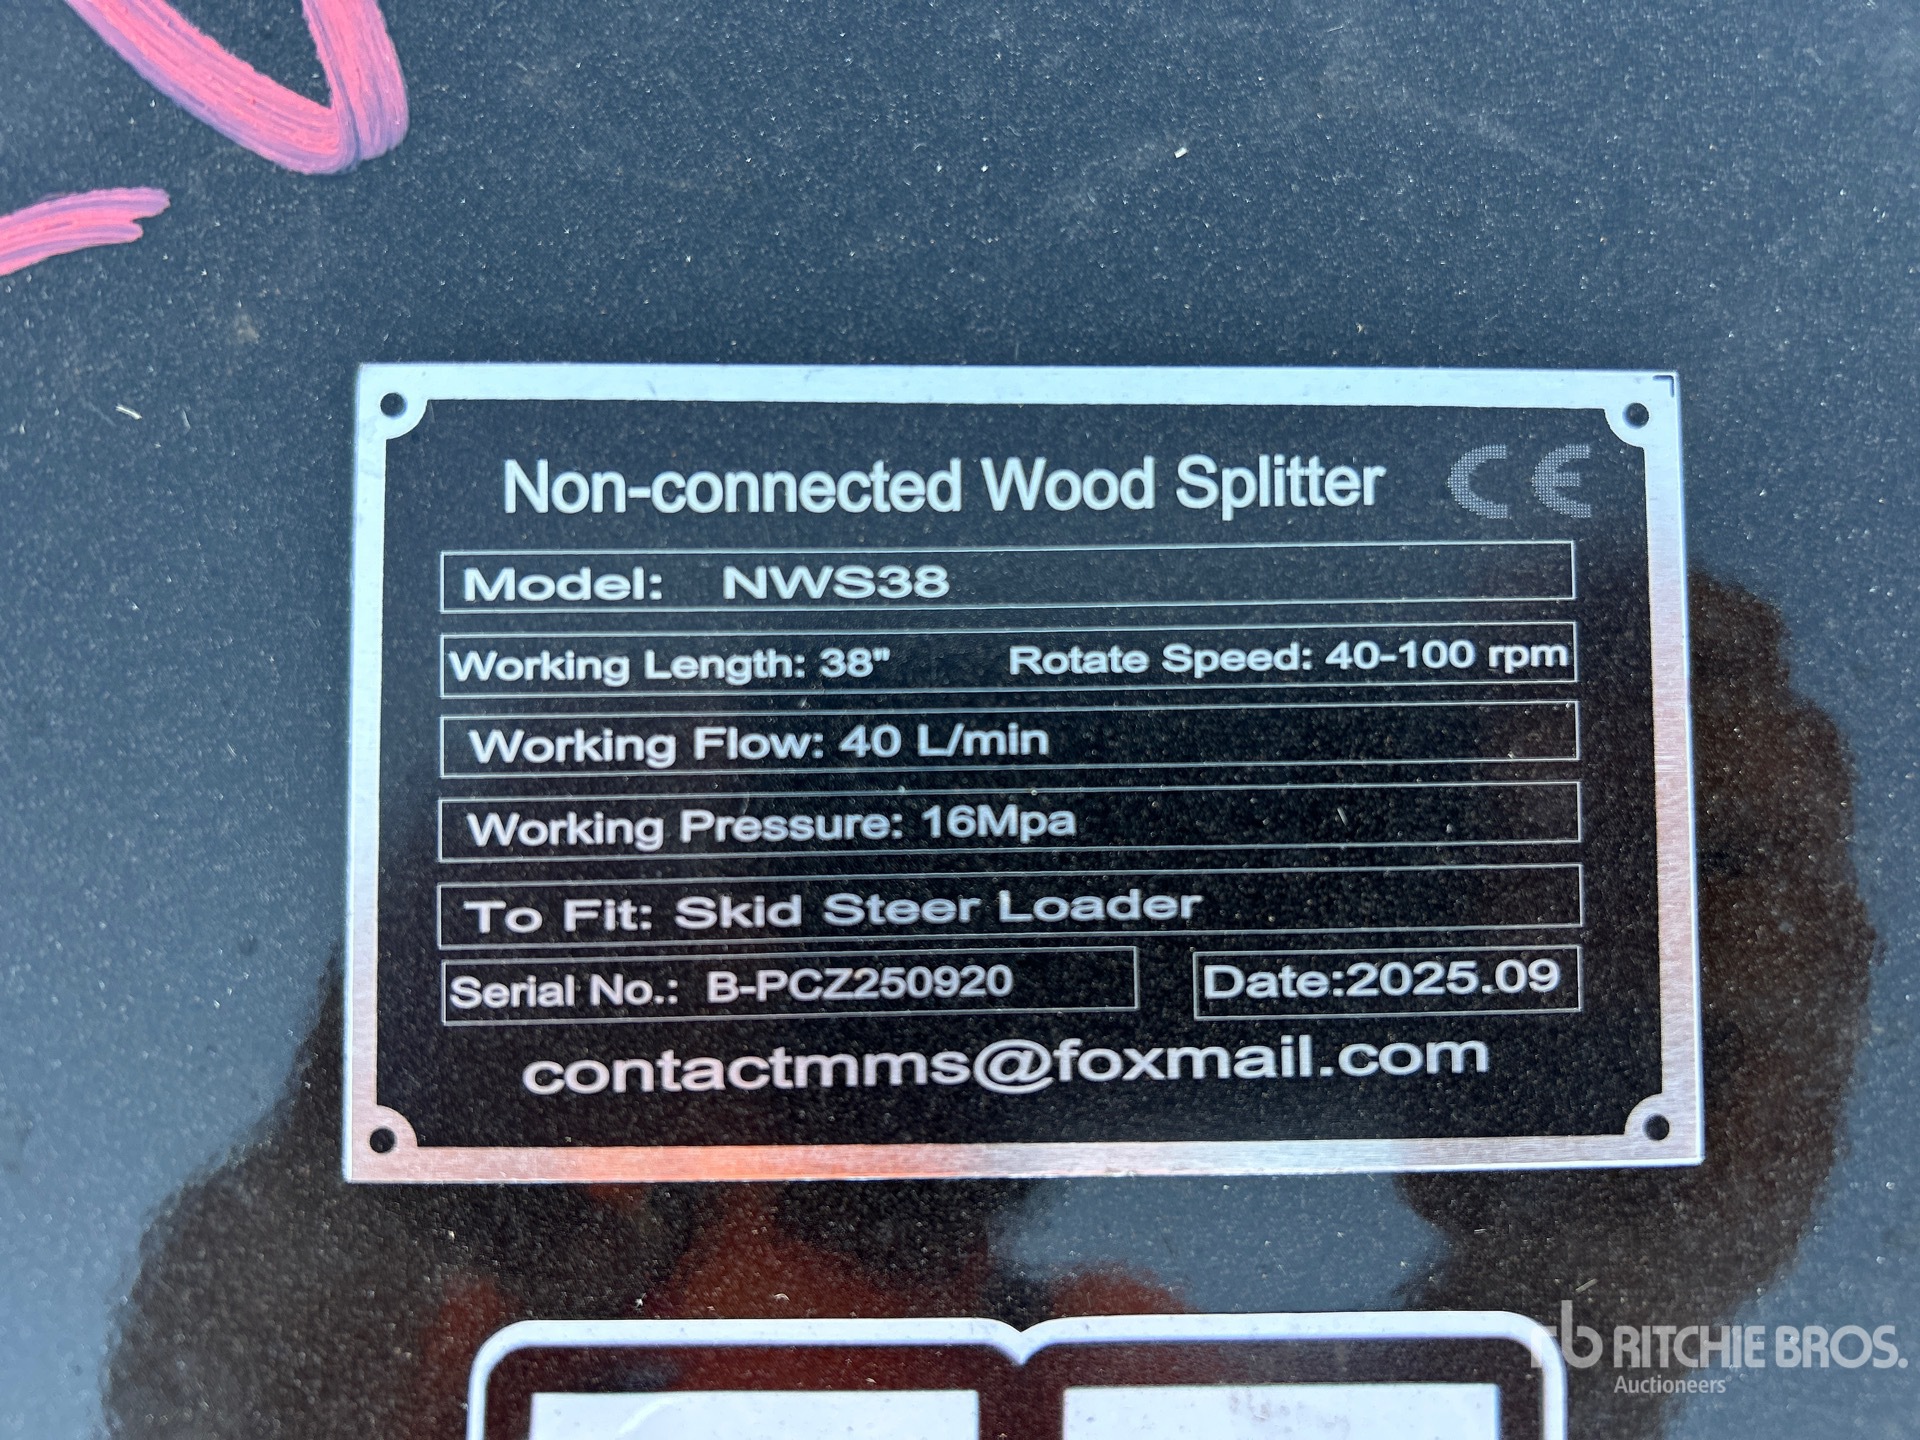 Non-connected Wood Splitter CE
Model: NWS38
Working Length: 38" Rotate Speed: 40-100 rpm
Working Flow: 40 L/min
Working Pressure: 16Mpa
To Fit: Skid Steer Loader
Serial No.: B-PCZ250920 Date:2025.09
contactmms@foxmail.com
rb RITCHIE BROS.
Auctioneers